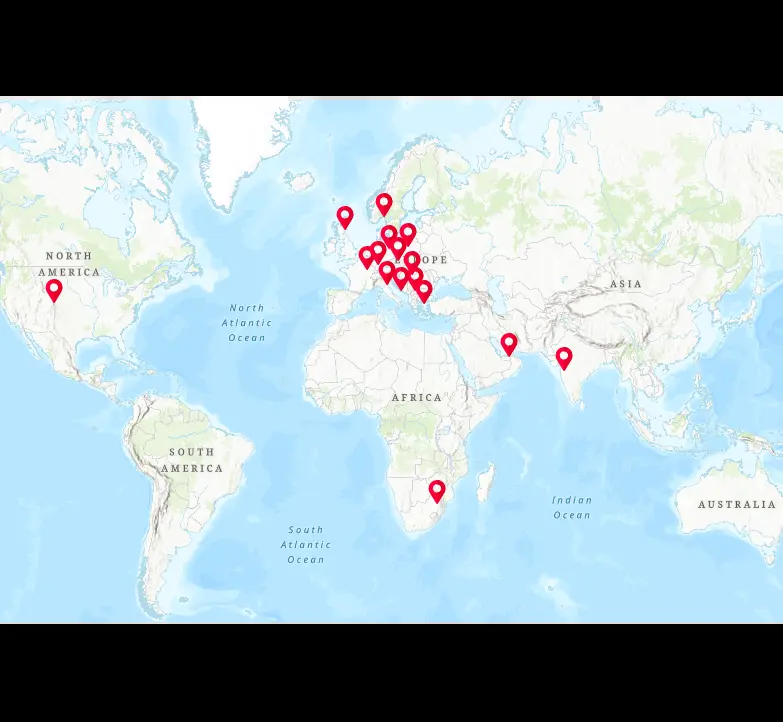 NORTH
AMERICA
EUROPE
ASIA
North
Atlantic
Ocean
AFRICA
SOUTH
AMERICA
Indian
Ocean
AUSTRALIA
South
Atlantic
Ocean